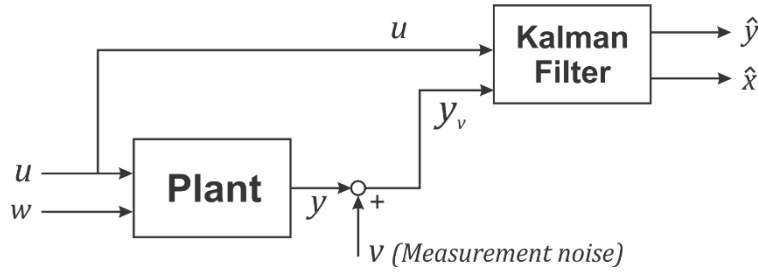 u
Kalman
Filter
ŷ
x̂
y_v
u
w
Plant
y
+
v (Measurement noise)